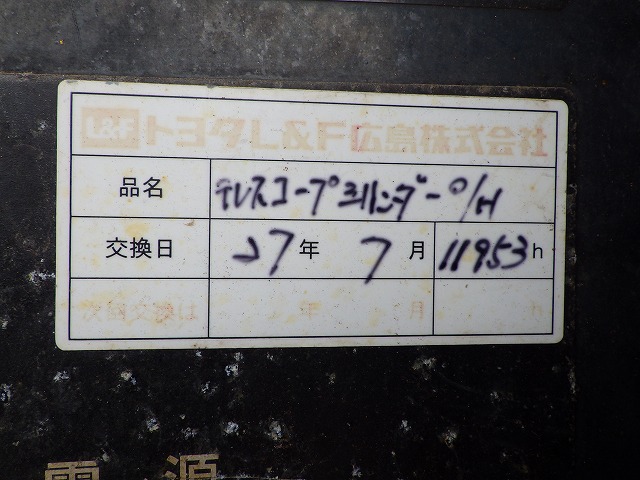 L&F トヨタL&F広島株式会社
品名 テレスコープシリンダー O/H
交換日 27年 7月 11953h
次回交換は 年 月 h
電源